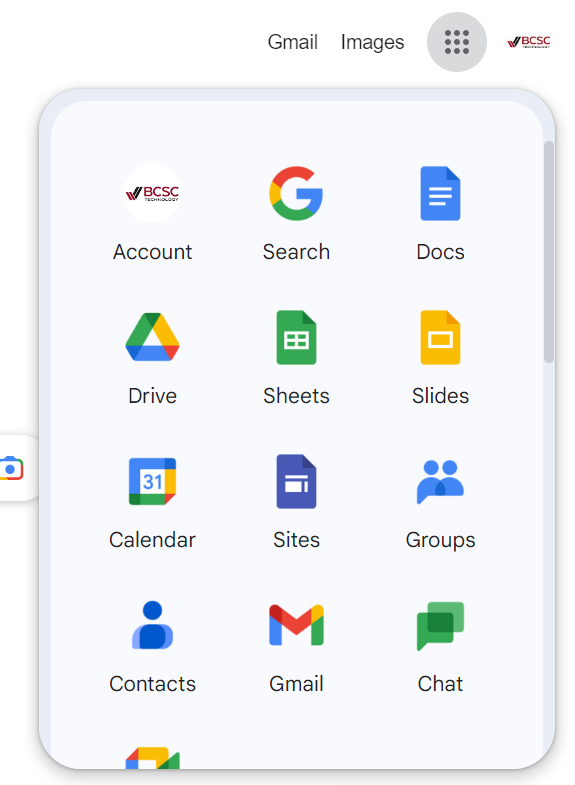 Gmail Images BCSC
TECHNOLOGY
BCSC
TECHNOLOGY
Account Search Docs
Drive Sheets Slides
31
Calendar Sites Groups
Contacts Gmail Chat